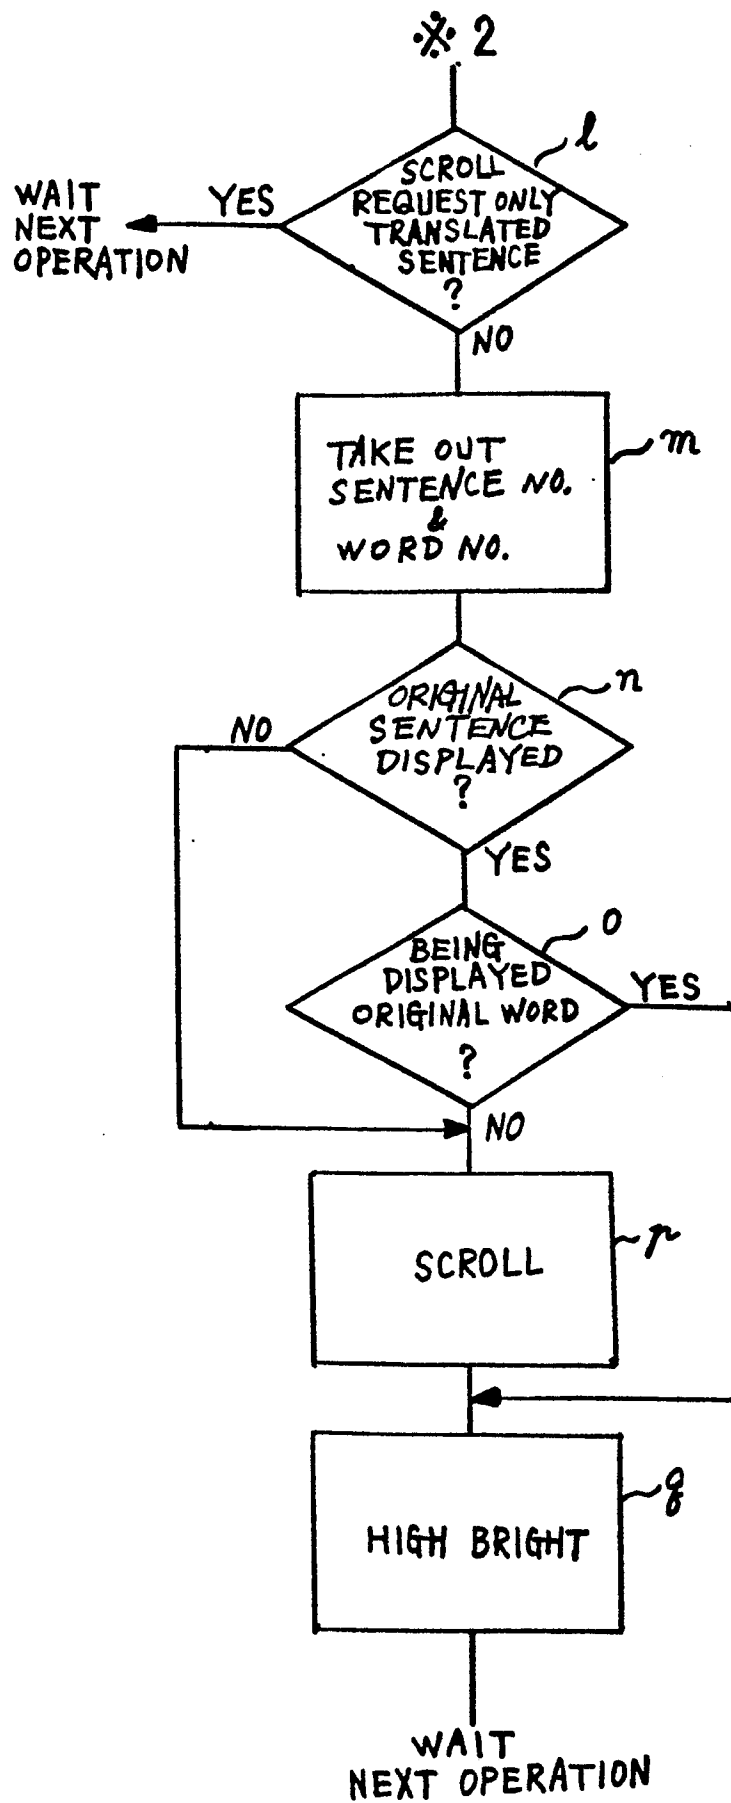 ※ 2
l
SCROLL
REQUEST ONLY
TRANSLATED
SENTENCE
?
YES
WAIT
NEXT
OPERATION
NO
m
TAKE OUT
SENTENCE NO.
&
WORD NO.
n
ORIGINAL
SENTENCE
DISPLAYED
?
NO
YES
o
BEING
DISPLAYED
ORIGINAL WORD
?
YES
NO
p
SCROLL
q
HIGH BRIGHT
WAIT
NEXT OPERATION